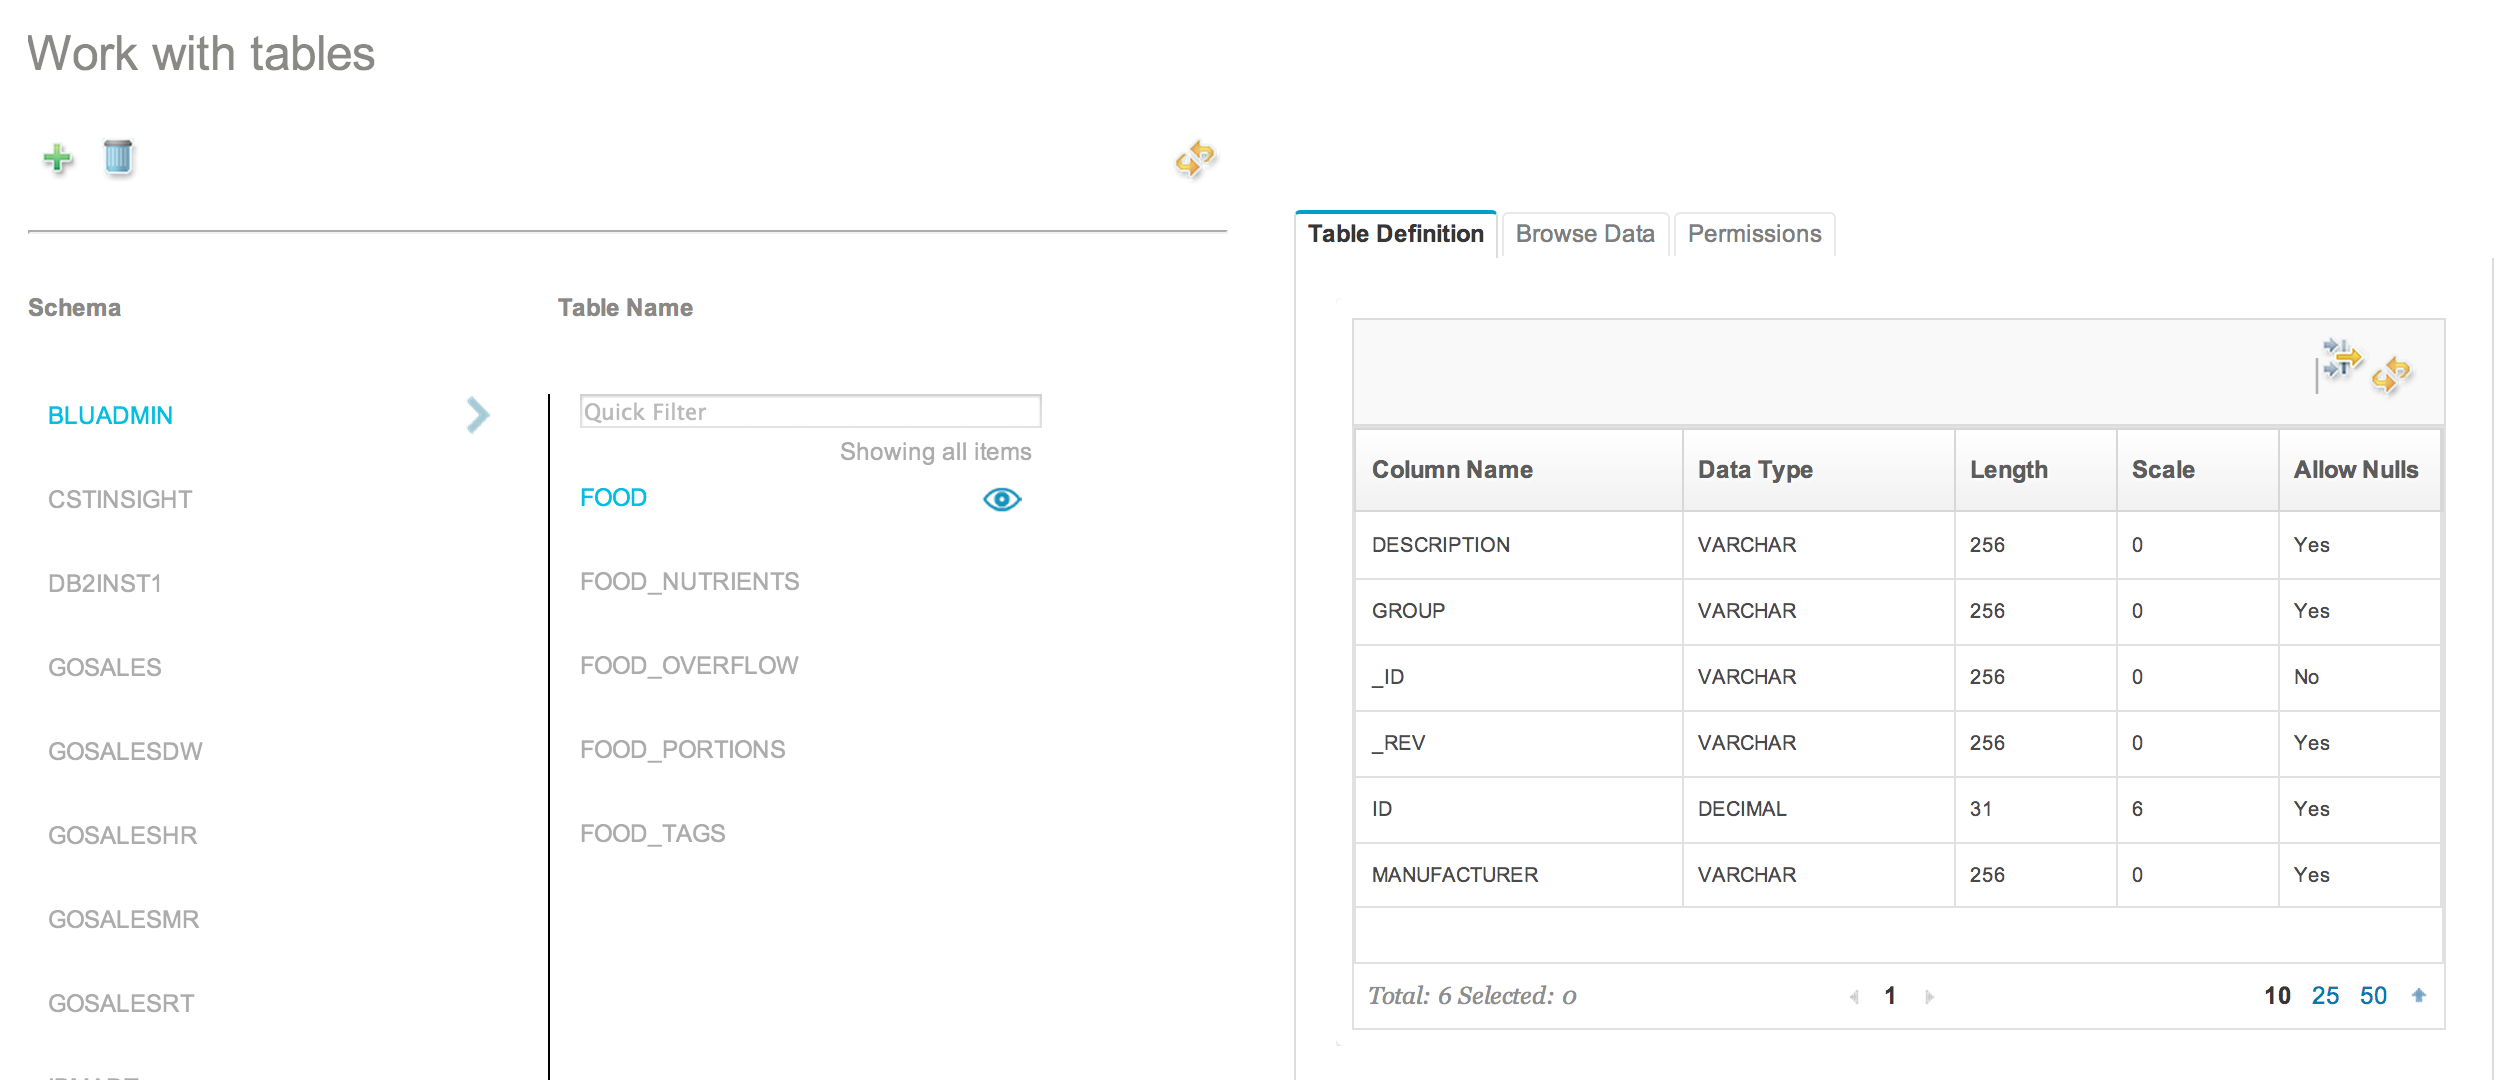 Work with tables
Schema
BLUADMIN
CSTINSIGHT
DB2INST1
GOSALES
GOSALESDW
GOSALESHR
GOSALESMR
GOSALESRT
Table Name
Quick Filter
Showing all items
FOOD
FOOD_NUTRIENTS
FOOD_OVERFLOW
FOOD_PORTIONS
FOOD_TAGS
Table Definition Browse Data Permissions
Column Name Data Type Length Scale Allow Nulls
DESCRIPTION VARCHAR 256 0 Yes
GROUP VARCHAR 256 0 Yes
_ID VARCHAR 256 0 No
_REV VARCHAR 256 0 Yes
ID DECIMAL 31 6 Yes
MANUFACTURER VARCHAR 256 0 Yes
Total: 6 Selected: 0 1 10 25 50